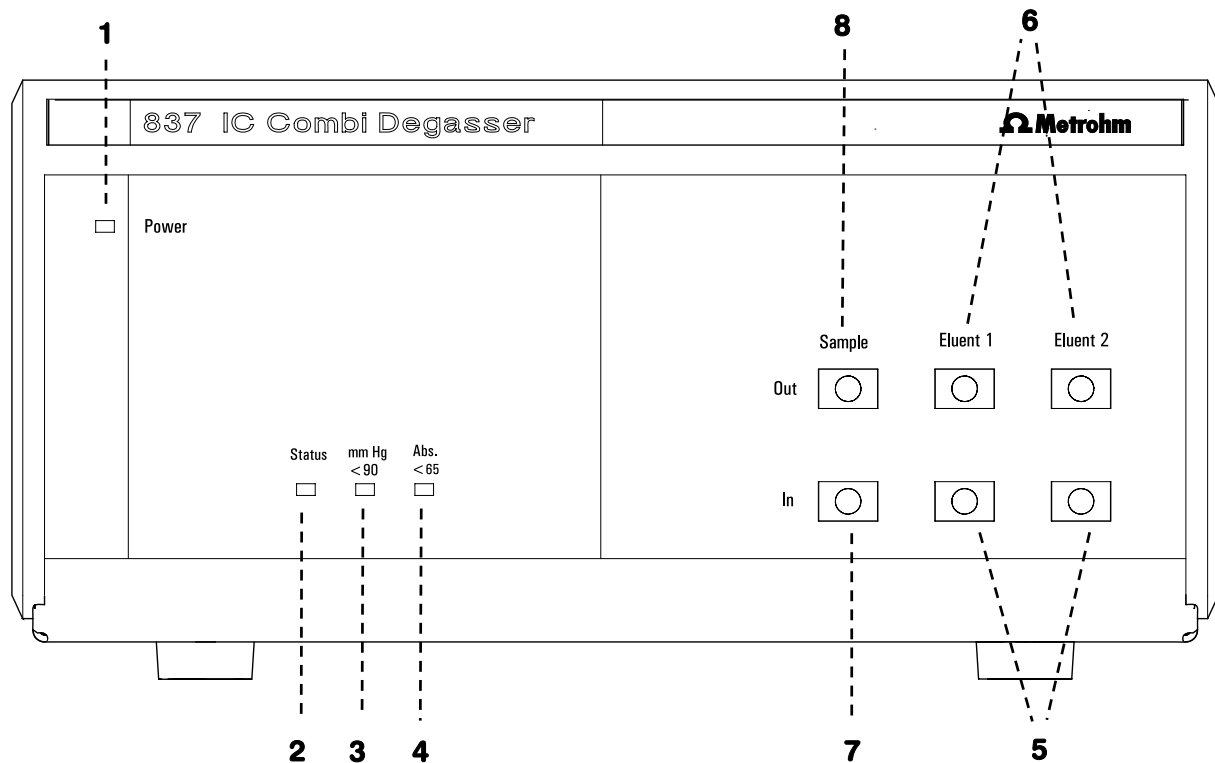 1
8
6
837 IC Combi Degasser
Ω Metrohm
Power
Sample
Eluent 1
Eluent 2
Out
Status
mm Hg
<90
Abs.
<65
In
2
3
4
7
5